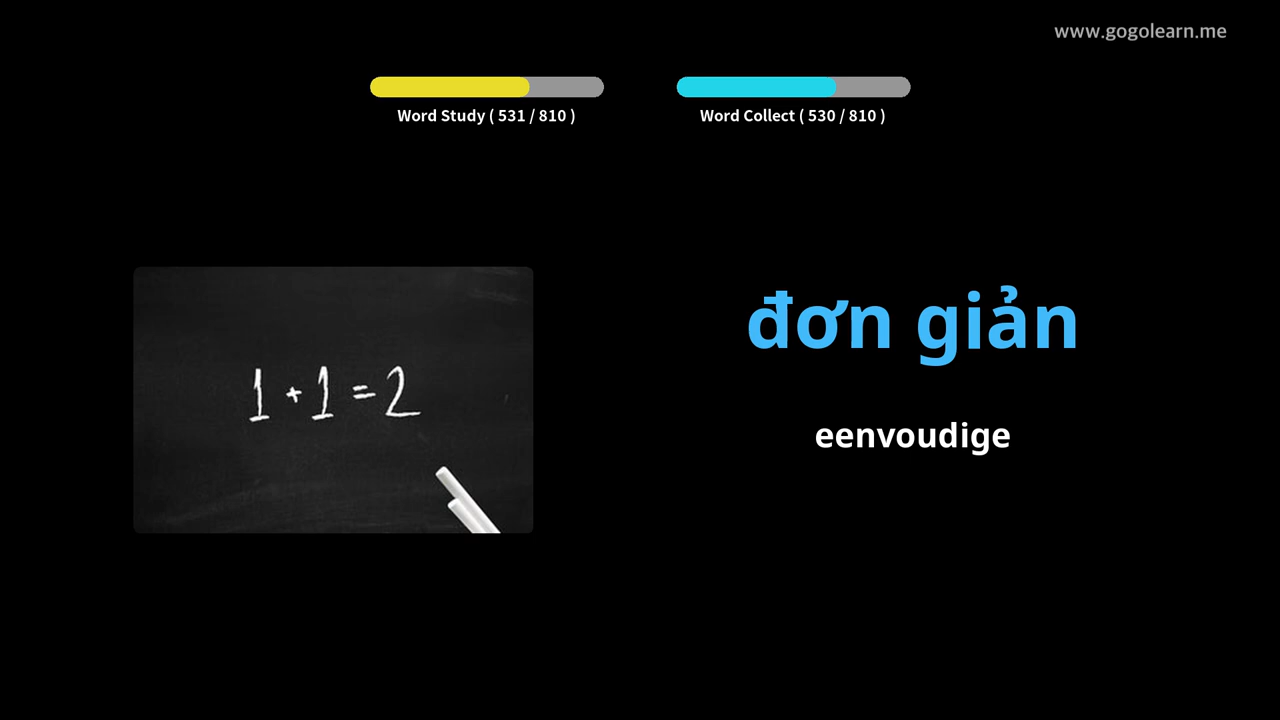 www.gogolearn.me
Word Study ( 531 / 810 )
Word Collect ( 530 / 810 )
1 + 1 = 2
đơn giản
eenvoudige